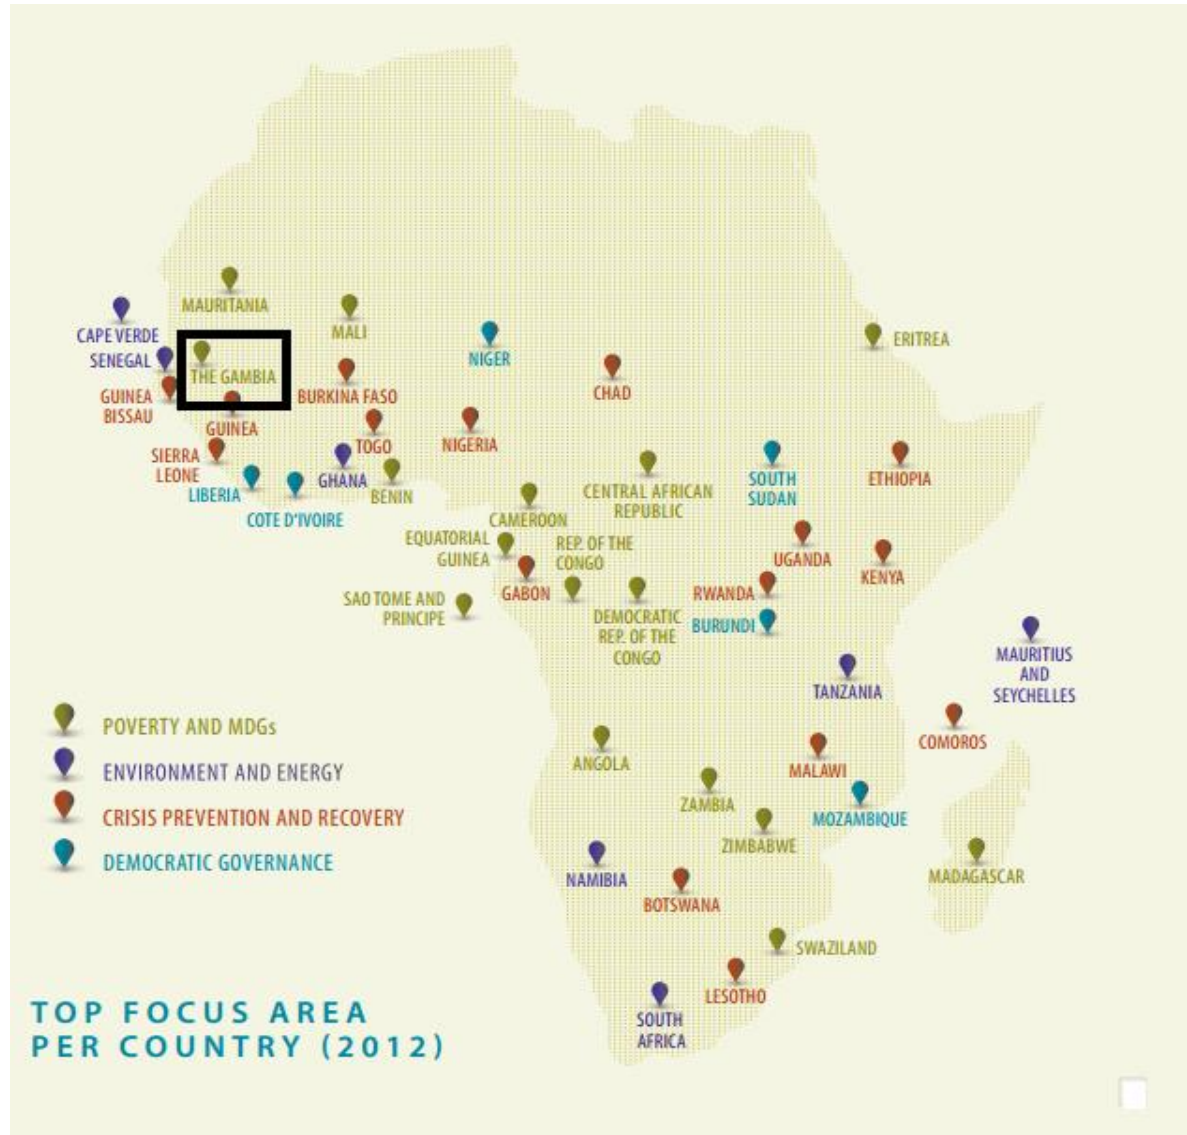 MAURITANIA
CAPE VERDE
MALI
SENEGAL
THE GAMBIA
NIGER
ERITREA
GUINEA
BISSAU
BURKINA FASO
CHAD
GUINEA
TOGO
NIGERIA
SIERRA
LEONE
LIBERIA
GHANA
BENIN
COTE D'IVOIRE
CENTRAL AFRICAN
REPUBLIC
SOUTH
SUDAN
ETHIOPIA
CAMEROON
EQUATORIAL
GUINEA
REP. OF THE
CONGO
UGANDA
KENYA
GABON
RWANDA
SAO TOME AND
PRINCIPE
DEMOCRATIC
REP. OF THE
CONGO
BURUNDI
MAURITIUS
AND
SEYCHELLES
TANZANIA
COMOROS
POVERTY AND MDGs
ENVIRONMENT AND ENERGY
CRISIS PREVENTION AND RECOVERY
DEMOCRATIC GOVERNANCE
ANGOLA
MALAWI
ZAMBIA
MOZAMBIQUE
ZIMBABWE
NAMIBIA
MADAGASCAR
BOTSWANA
SWAZILAND
LESOTHO
SOUTH
AFRICA
TOP FOCUS AREA
PER COUNTRY (2012)